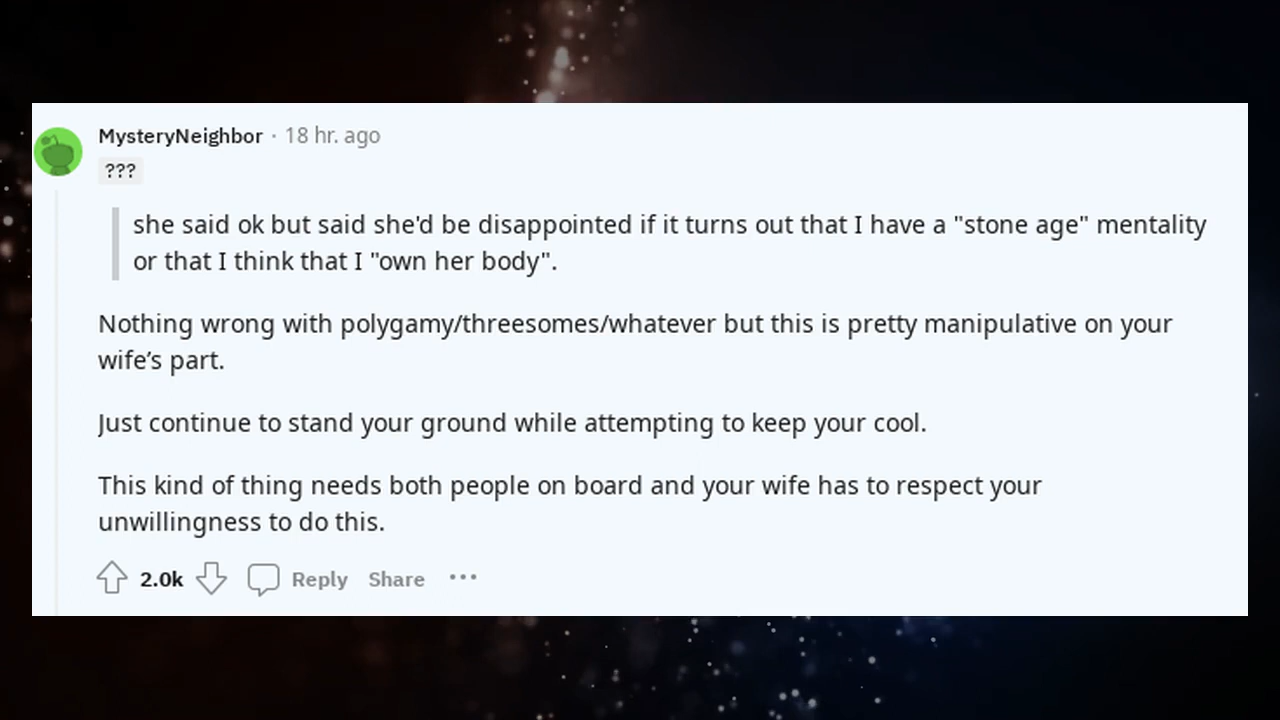 MysteryNeighbor · 18 hr. ago
???
she said ok but said she'd be disappointed if it turns out that I have a "stone age" mentality
or that I think that I "own her body".
Nothing wrong with polygamy/threesomes/whatever but this is pretty manipulative on your
wife’s part.
Just continue to stand your ground while attempting to keep your cool.
This kind of thing needs both people on board and your wife has to respect your
unwillingness to do this.
2.0k Reply Share ···